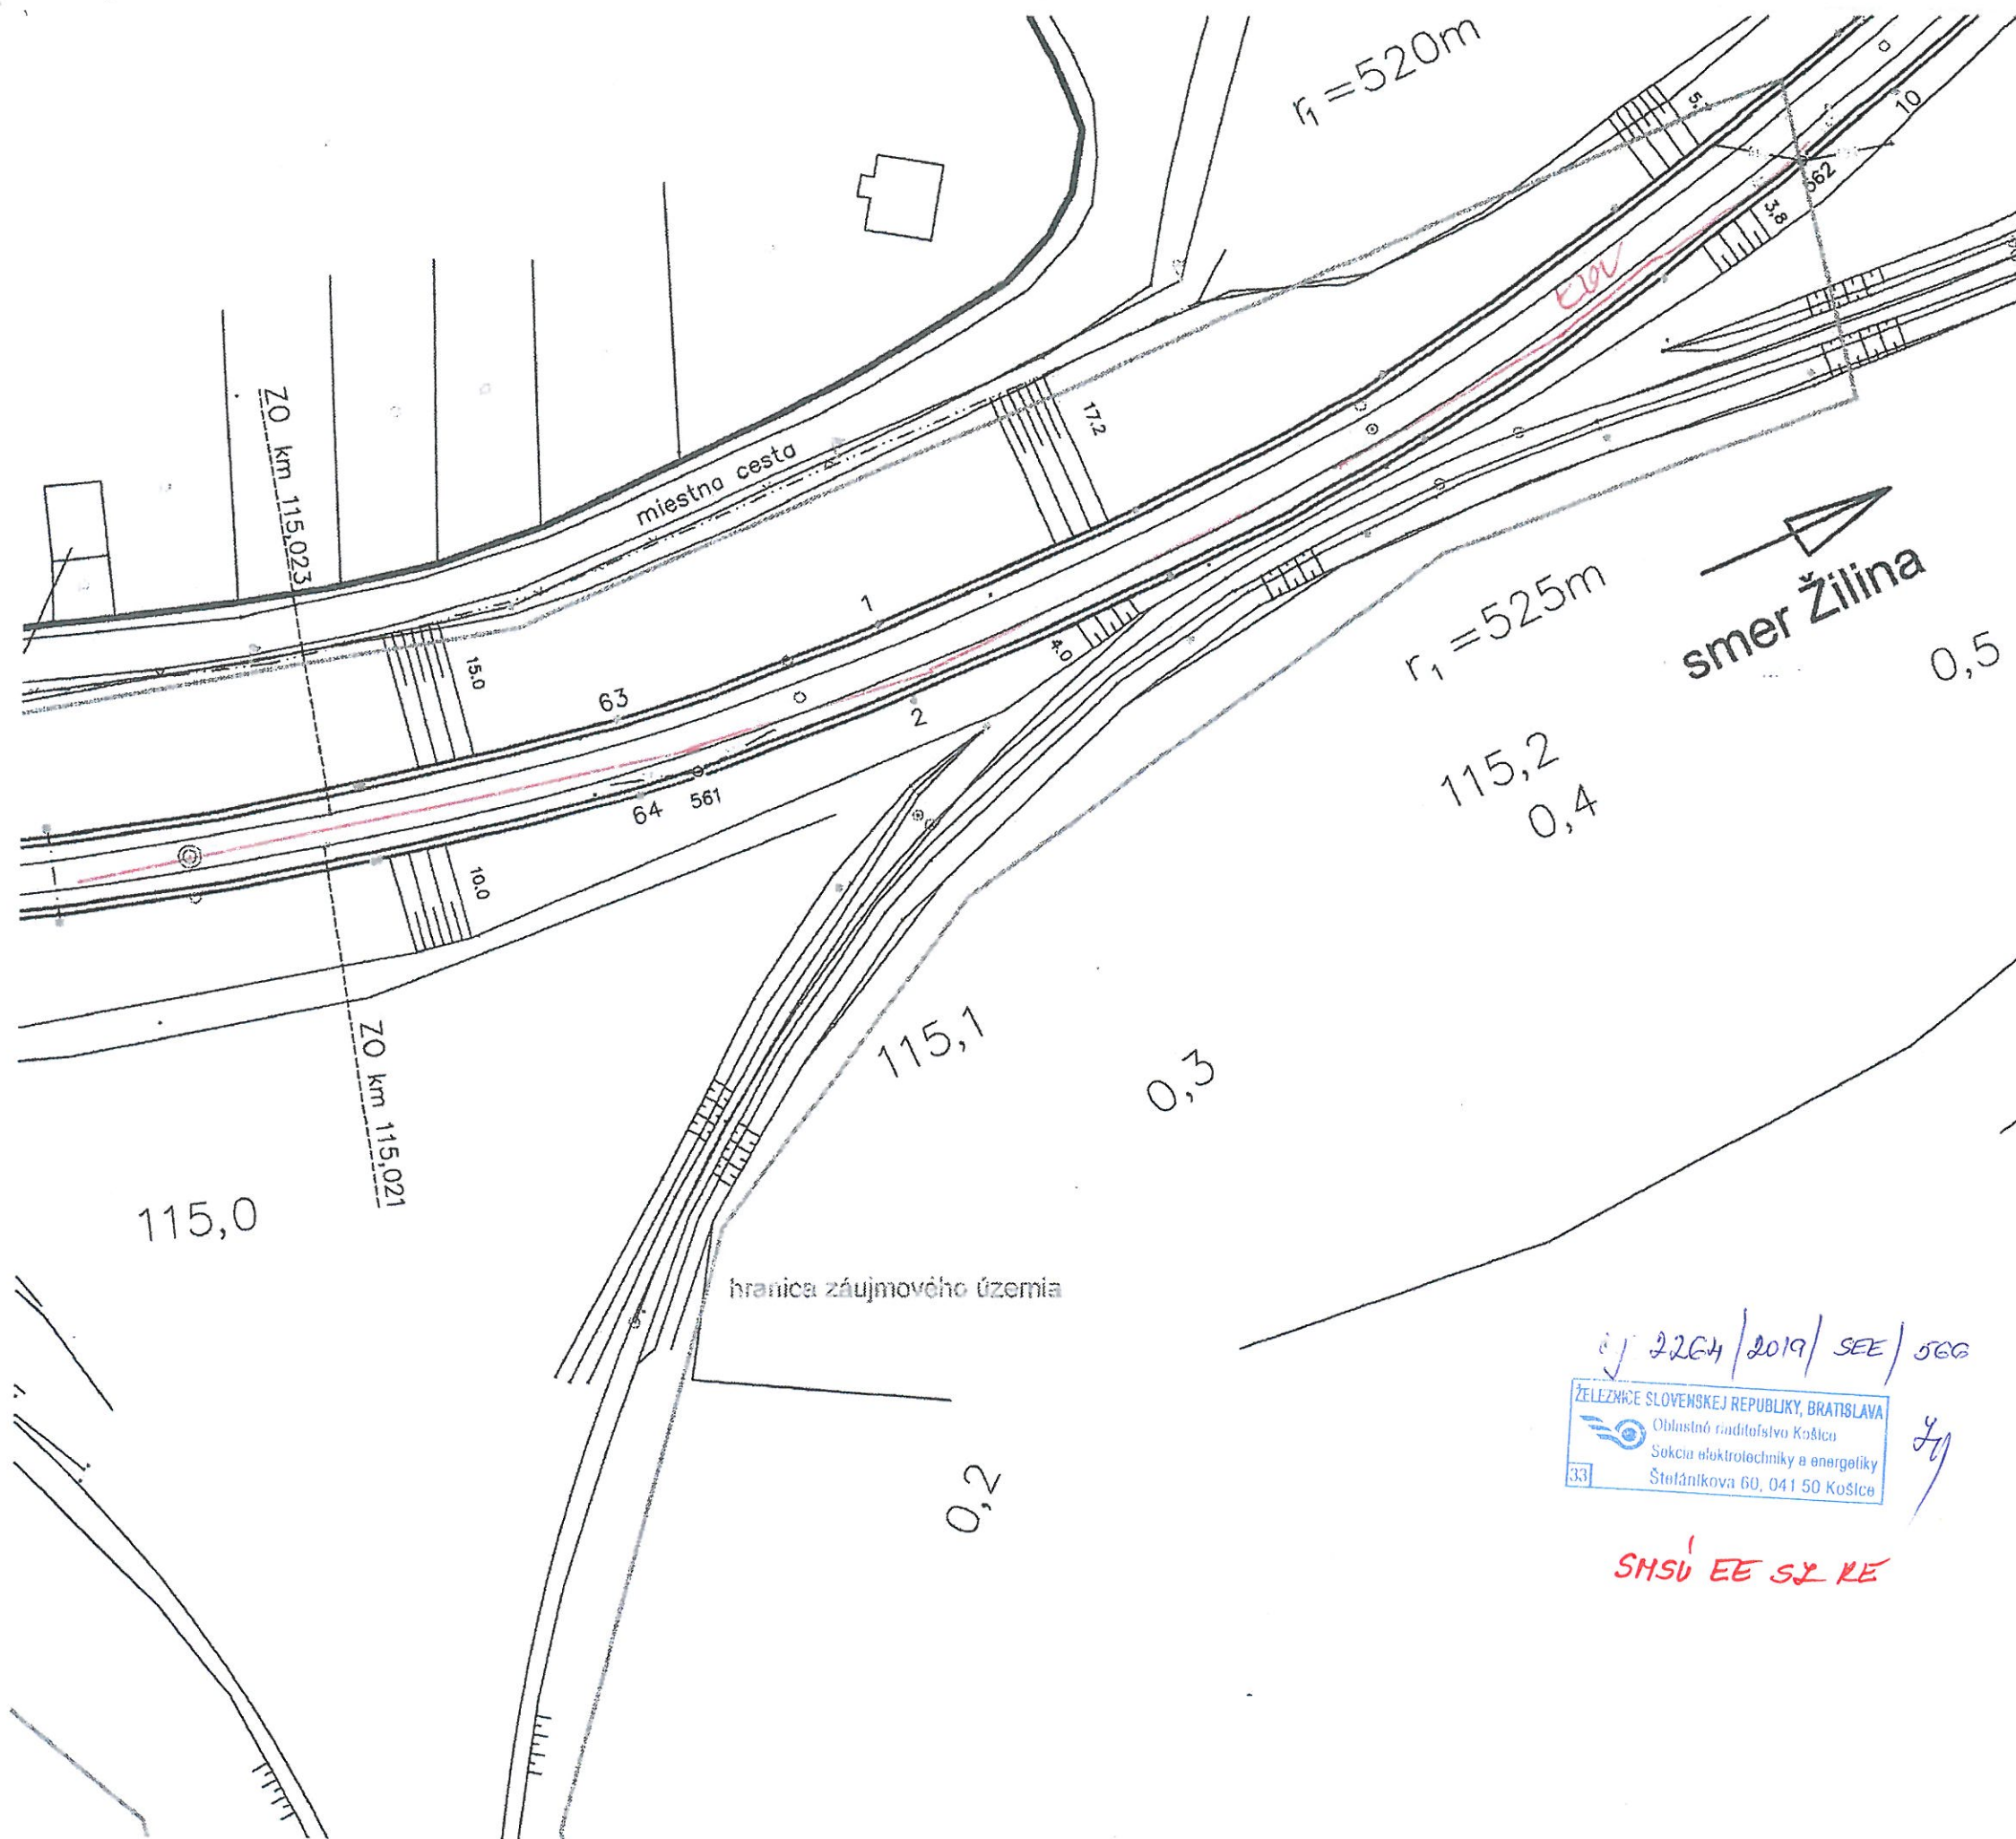 r₁ =520m
5.
10
562
3,8
ZO km 115,023
17.2
miestna cesta
1
15.0
63
4.0
r₁ =525m
smer Žilina
0,5
2
64
561
10.0
115,2
0,4
115,1
0,3
ZO km 115,021
115,0
hranica záujmového územia
0,2
2264/2019/SEE/566
ŽELEZNICE SLOVENSKEJ REPUBLIKY, BRATISLAVA
Oblastné riaditeľstvo Košice
Sekcia elektrotechniky a energetiky
33
Štefánikova 60, 041 50 Košice
SMSÚ EE SZ KE